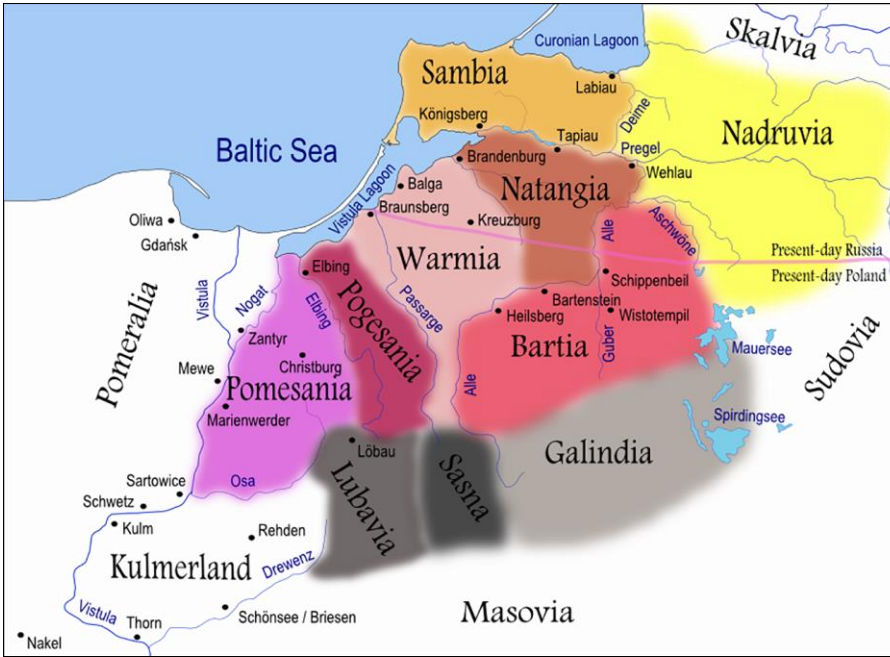 Curonian Lagoon
Skalvia
Sambia
Labiau
Königsberg
Deime
Nadruvia
Tapiau
Pregel
Baltic Sea
Brandenburg
Wehlau
Vistula Lagoon
Balga
Natangia
Braunsberg
Kreuzburg
Oliwa
Gdańsk
Alle
Aschwöne
Warmia
Present-day Russia
Present-day Poland
Elbing
Schippenbeil
Vistula
Nogat
Elbing
Pogesania
Passarge
Bartenstein
Heilsberg
Wistotempil
Pomeralia
Zantyr
Christburg
Bartia
Guber
Mauersee
Sudovia
Mewe
Pomesania
Alle
Marienwerder
Spirdingsee
Löbau
Galindia
Sartowice
Osa
Lubavia
Sasna
Schwetz
Kulm
Rehden
Kulmerland
Drewenz
Vistula
Thorn
Schönsee / Briesen
Masovia
Nakel